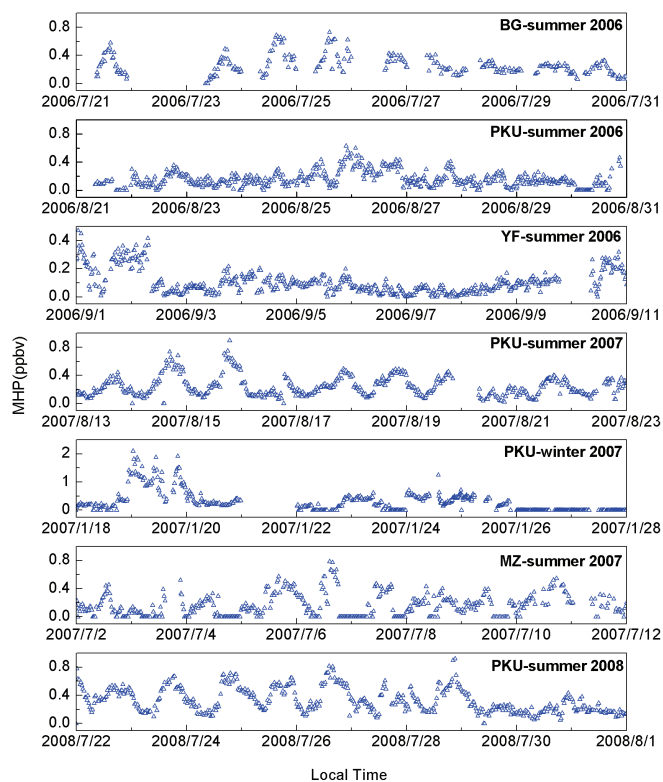 BG-summer 2006
0.8
0.4
0.0
2006/7/21 2006/7/23 2006/7/25 2006/7/27 2006/7/29 2006/7/31
PKU-summer 2006
0.8
0.4
0.0
2006/8/21 2006/8/23 2006/8/25 2006/8/27 2006/8/29 2006/8/31
YF-summer 2006
0.4
0.2
0.0
2006/9/1 2006/9/3 2006/9/5 2006/9/7 2006/9/9 2006/9/11
MHP(ppbv)
PKU-summer 2007
0.8
0.4
0.0
2007/8/13 2007/8/15 2007/8/17 2007/8/19 2007/8/21 2007/8/23
PKU-winter 2007
2
1
0
2007/1/18 2007/1/20 2007/1/22 2007/1/24 2007/1/26 2007/1/28
MZ-summer 2007
0.8
0.4
0.0
2007/7/2 2007/7/4 2007/7/6 2007/7/8 2007/7/10 2007/7/12
PKU-summer 2008
0.8
0.4
0.0
2008/7/22 2008/7/24 2008/7/26 2008/7/28 2008/7/30 2008/8/1
Local Time